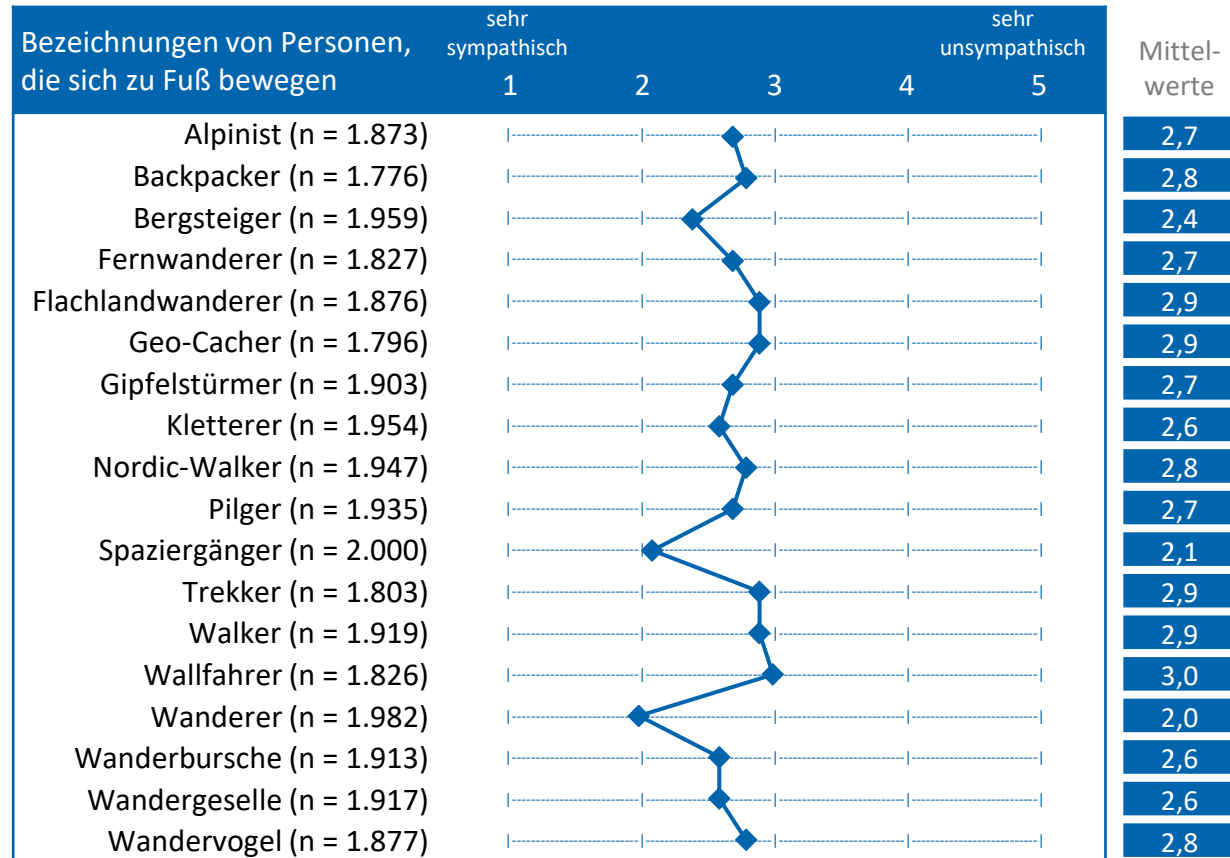 Bezeichnungen von Personen,
die sich zu Fuß bewegen
sehr
sympathisch
sehr
unsympathisch
1 2 3 4 5
Mittel-
werte
Alpinist (n = 1.873) 2,7
Backpacker (n = 1.776) 2,8
Bergsteiger (n = 1.959) 2,4
Fernwanderer (n = 1.827) 2,7
Flachlandwanderer (n = 1.876) 2,9
Geo-Cacher (n = 1.796) 2,9
Gipfelstürmer (n = 1.903) 2,7
Kletterer (n = 1.954) 2,6
Nordic-Walker (n = 1.947) 2,8
Pilger (n = 1.935) 2,7
Spaziergänger (n = 2.000) 2,1
Trekker (n = 1.803) 2,9
Walker (n = 1.919) 2,9
Wallfahrer (n = 1.826) 3,0
Wanderer (n = 1.982) 2,0
Wanderbursche (n = 1.913) 2,6
Wandergeselle (n = 1.917) 2,6
Wandervogel (n = 1.877) 2,8